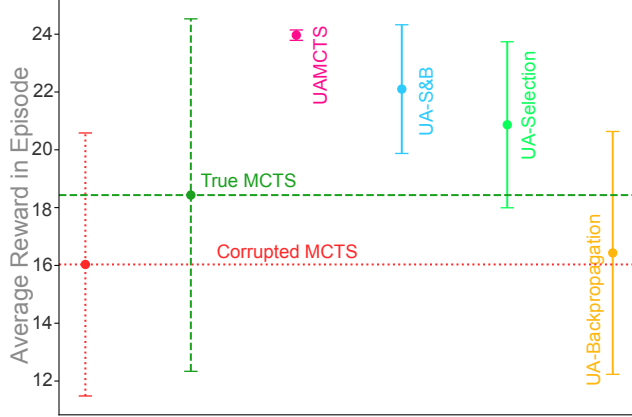 Average Reward in Episode
24
22
20
18
16
14
12
True MCTS
Corrupted MCTS
UAMCTS
UA-S&B
UA-Selection
UA-Backpropagation